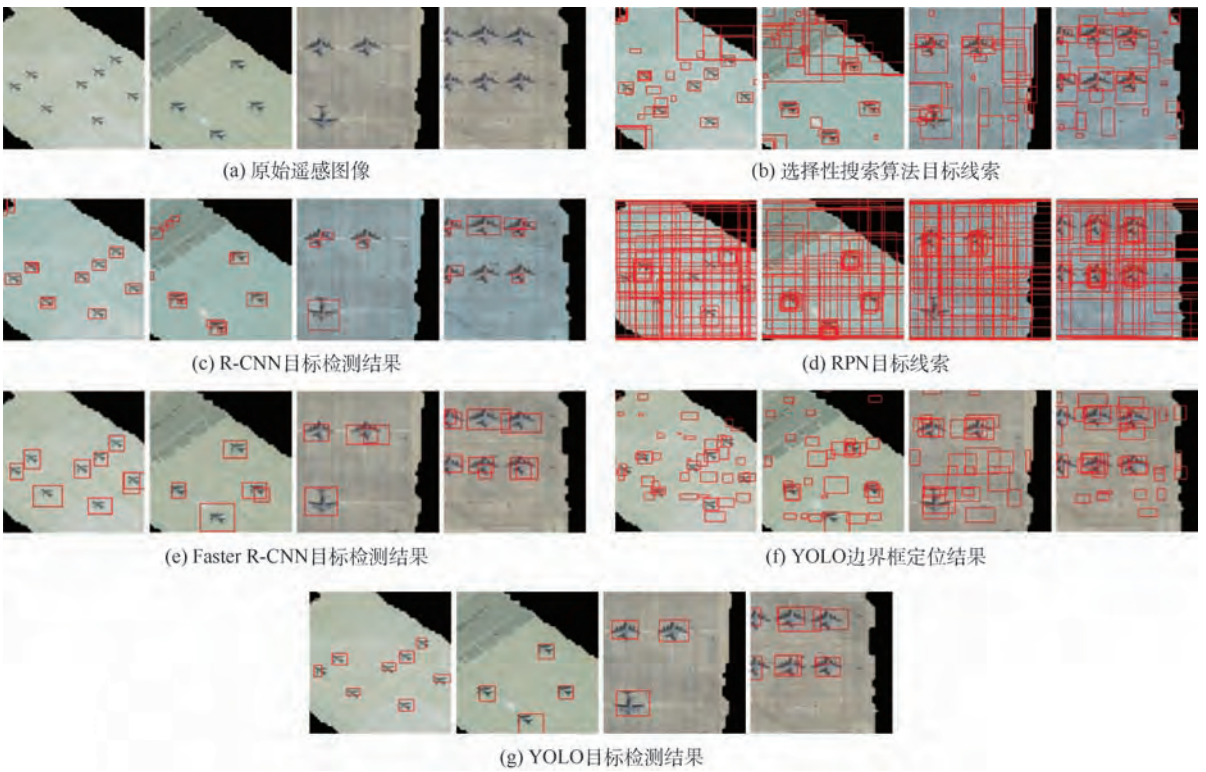 (a) 原始遥感图像
(b) 选择性搜索算法目标线索
(c) R-CNN目标检测结果
(d) RPN目标线索
(e) Faster R-CNN目标检测结果
(f) YOLO边界框定位结果
(g) YOLO目标检测结果